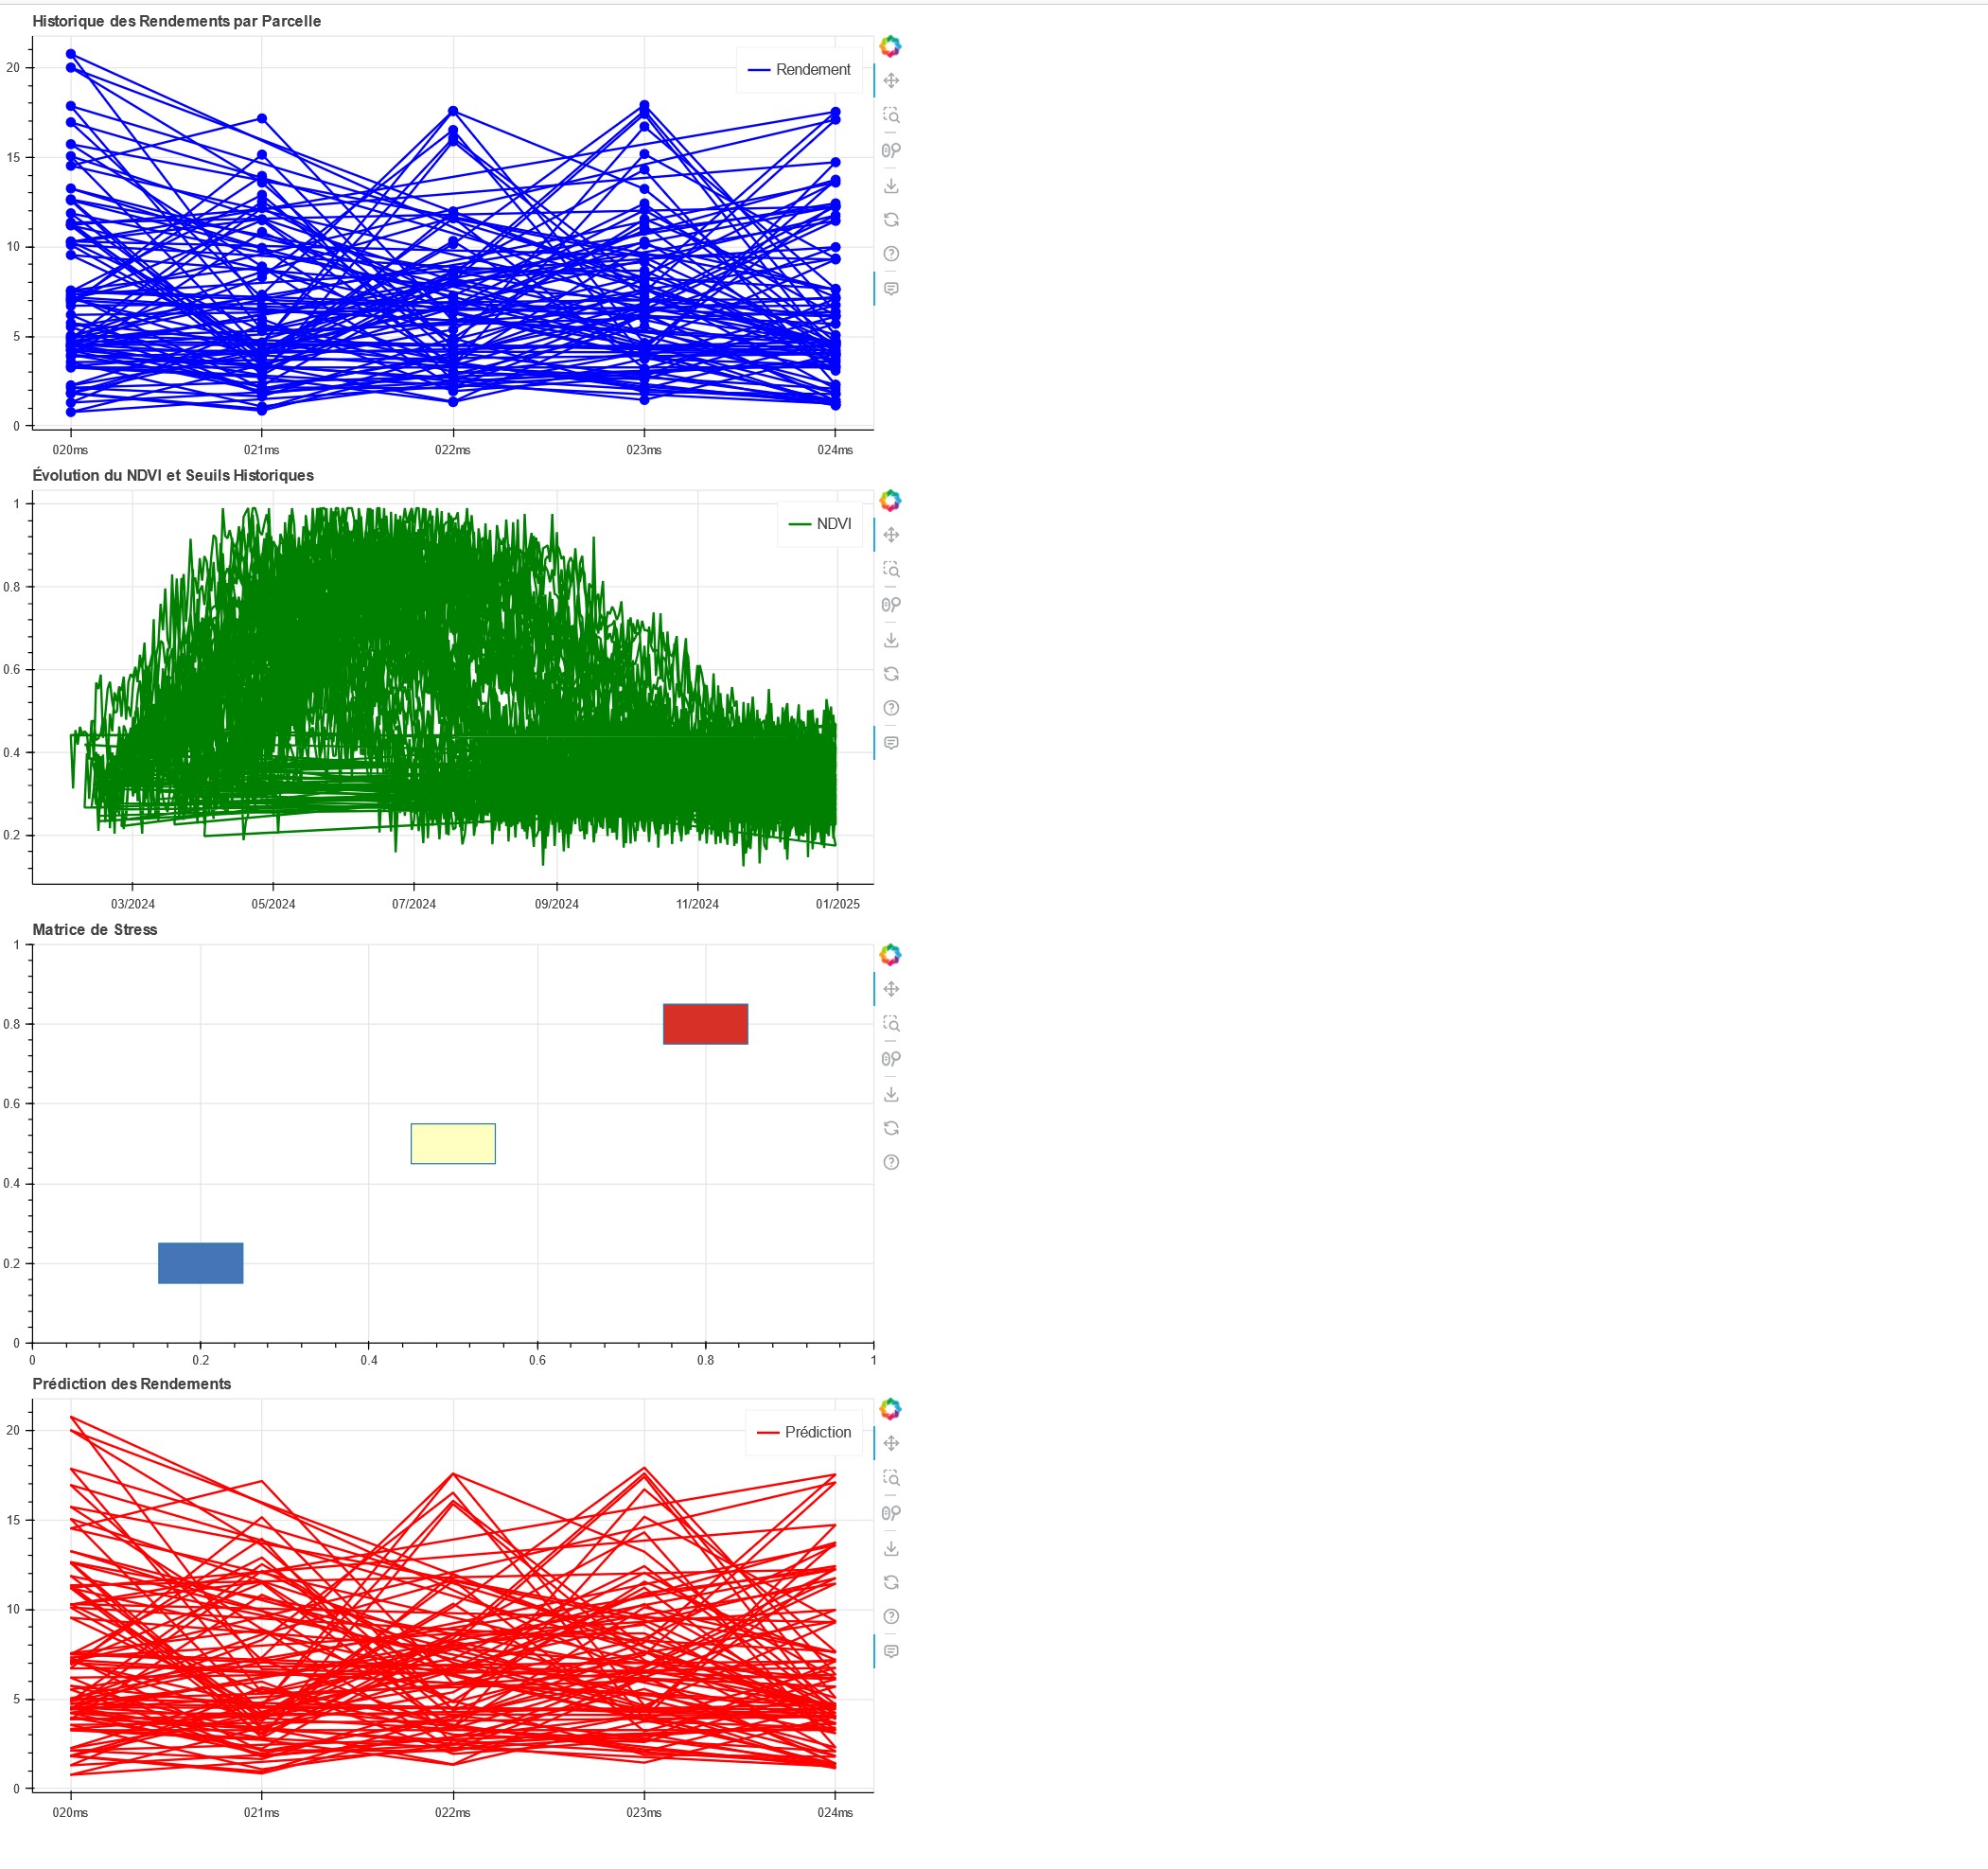 Historique des Rendements par Parcelle
Rendement
20
15
10
5
0
020ms 021ms 022ms 023ms 024ms
Évolution du NDVI et Seuils Historiques
NDVI
1
0.8
0.6
0.4
0.2
03/2024 05/2024 07/2024 09/2024 11/2024 01/2025
Matrice de Stress
1
0.8
0.6
0.4
0.2
0
0 0.2 0.4 0.6 0.8 1
Prédiction des Rendements
Prédiction
20
15
10
5
0
020ms 021ms 022ms 023ms 024ms